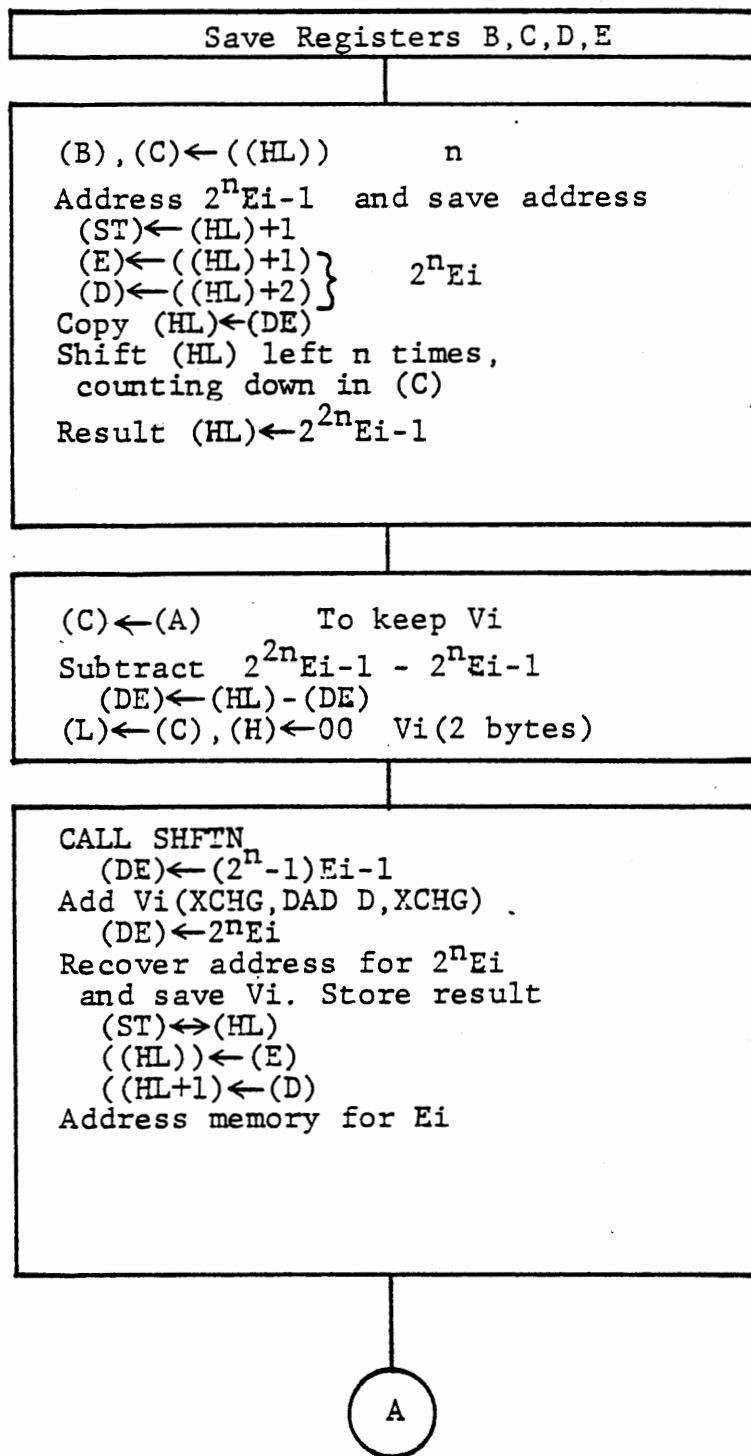 Save Registers B,C,D,E
(B),(C)←((HL)) n
Address 2ⁿEi-1 and save address
(ST)←(HL)+1
(E)←((HL)+1)
(D)←((HL)+2)} 2ⁿEi
Copy (HL)←(DE)
Shift (HL) left n times,
counting down in (C)
Result (HL)←2²ⁿEi-1
(C)←(A) To keep Vi
Subtract 2²ⁿEi-1 - 2ⁿEi-1
(DE)←(HL)-(DE)
(L)←(C),(H)←00 Vi(2 bytes)
CALL SHFTN
(DE)←(2ⁿ-1)Ei-1
Add Vi(XCHG,DAD D,XCHG)
(DE)←2ⁿEi
Recover address for 2ⁿEi
and save Vi. Store result
(ST)↔(HL)
((HL))←(E)
((HL+1)←(D)
Address memory for Ei
A